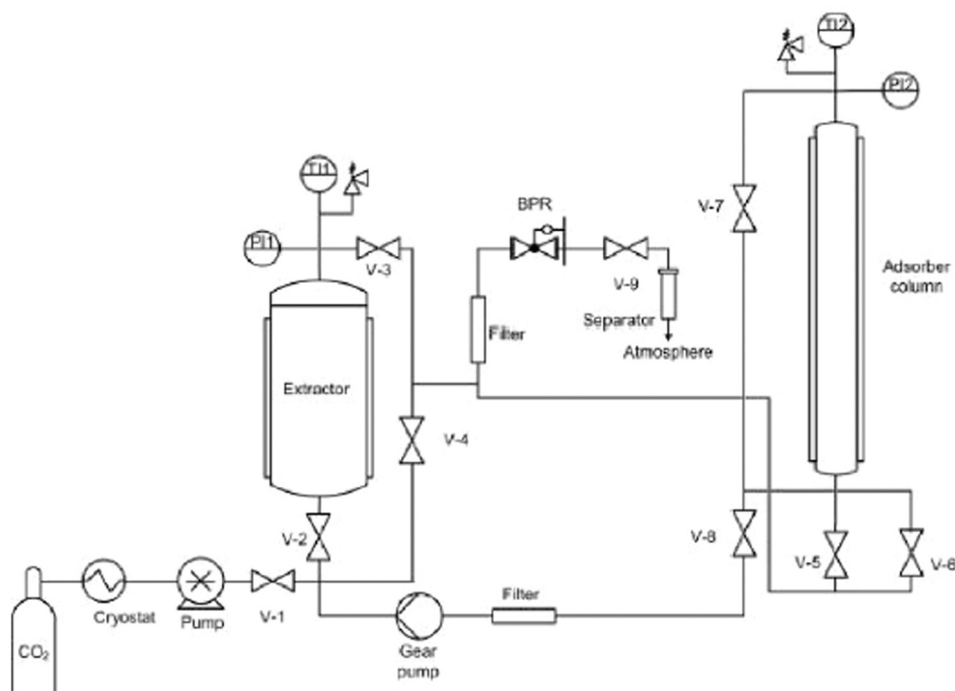 TI2
PI2
TI1
BPR
V-7
PI1
V-3
V-9
Adsorber
column
Separator
Filter
Atmosphere
Extractor
V-4
V-2
V-8
V-5
V-6
Cryostat
Pump
V-1
Filter
Gear
pump
CO₂